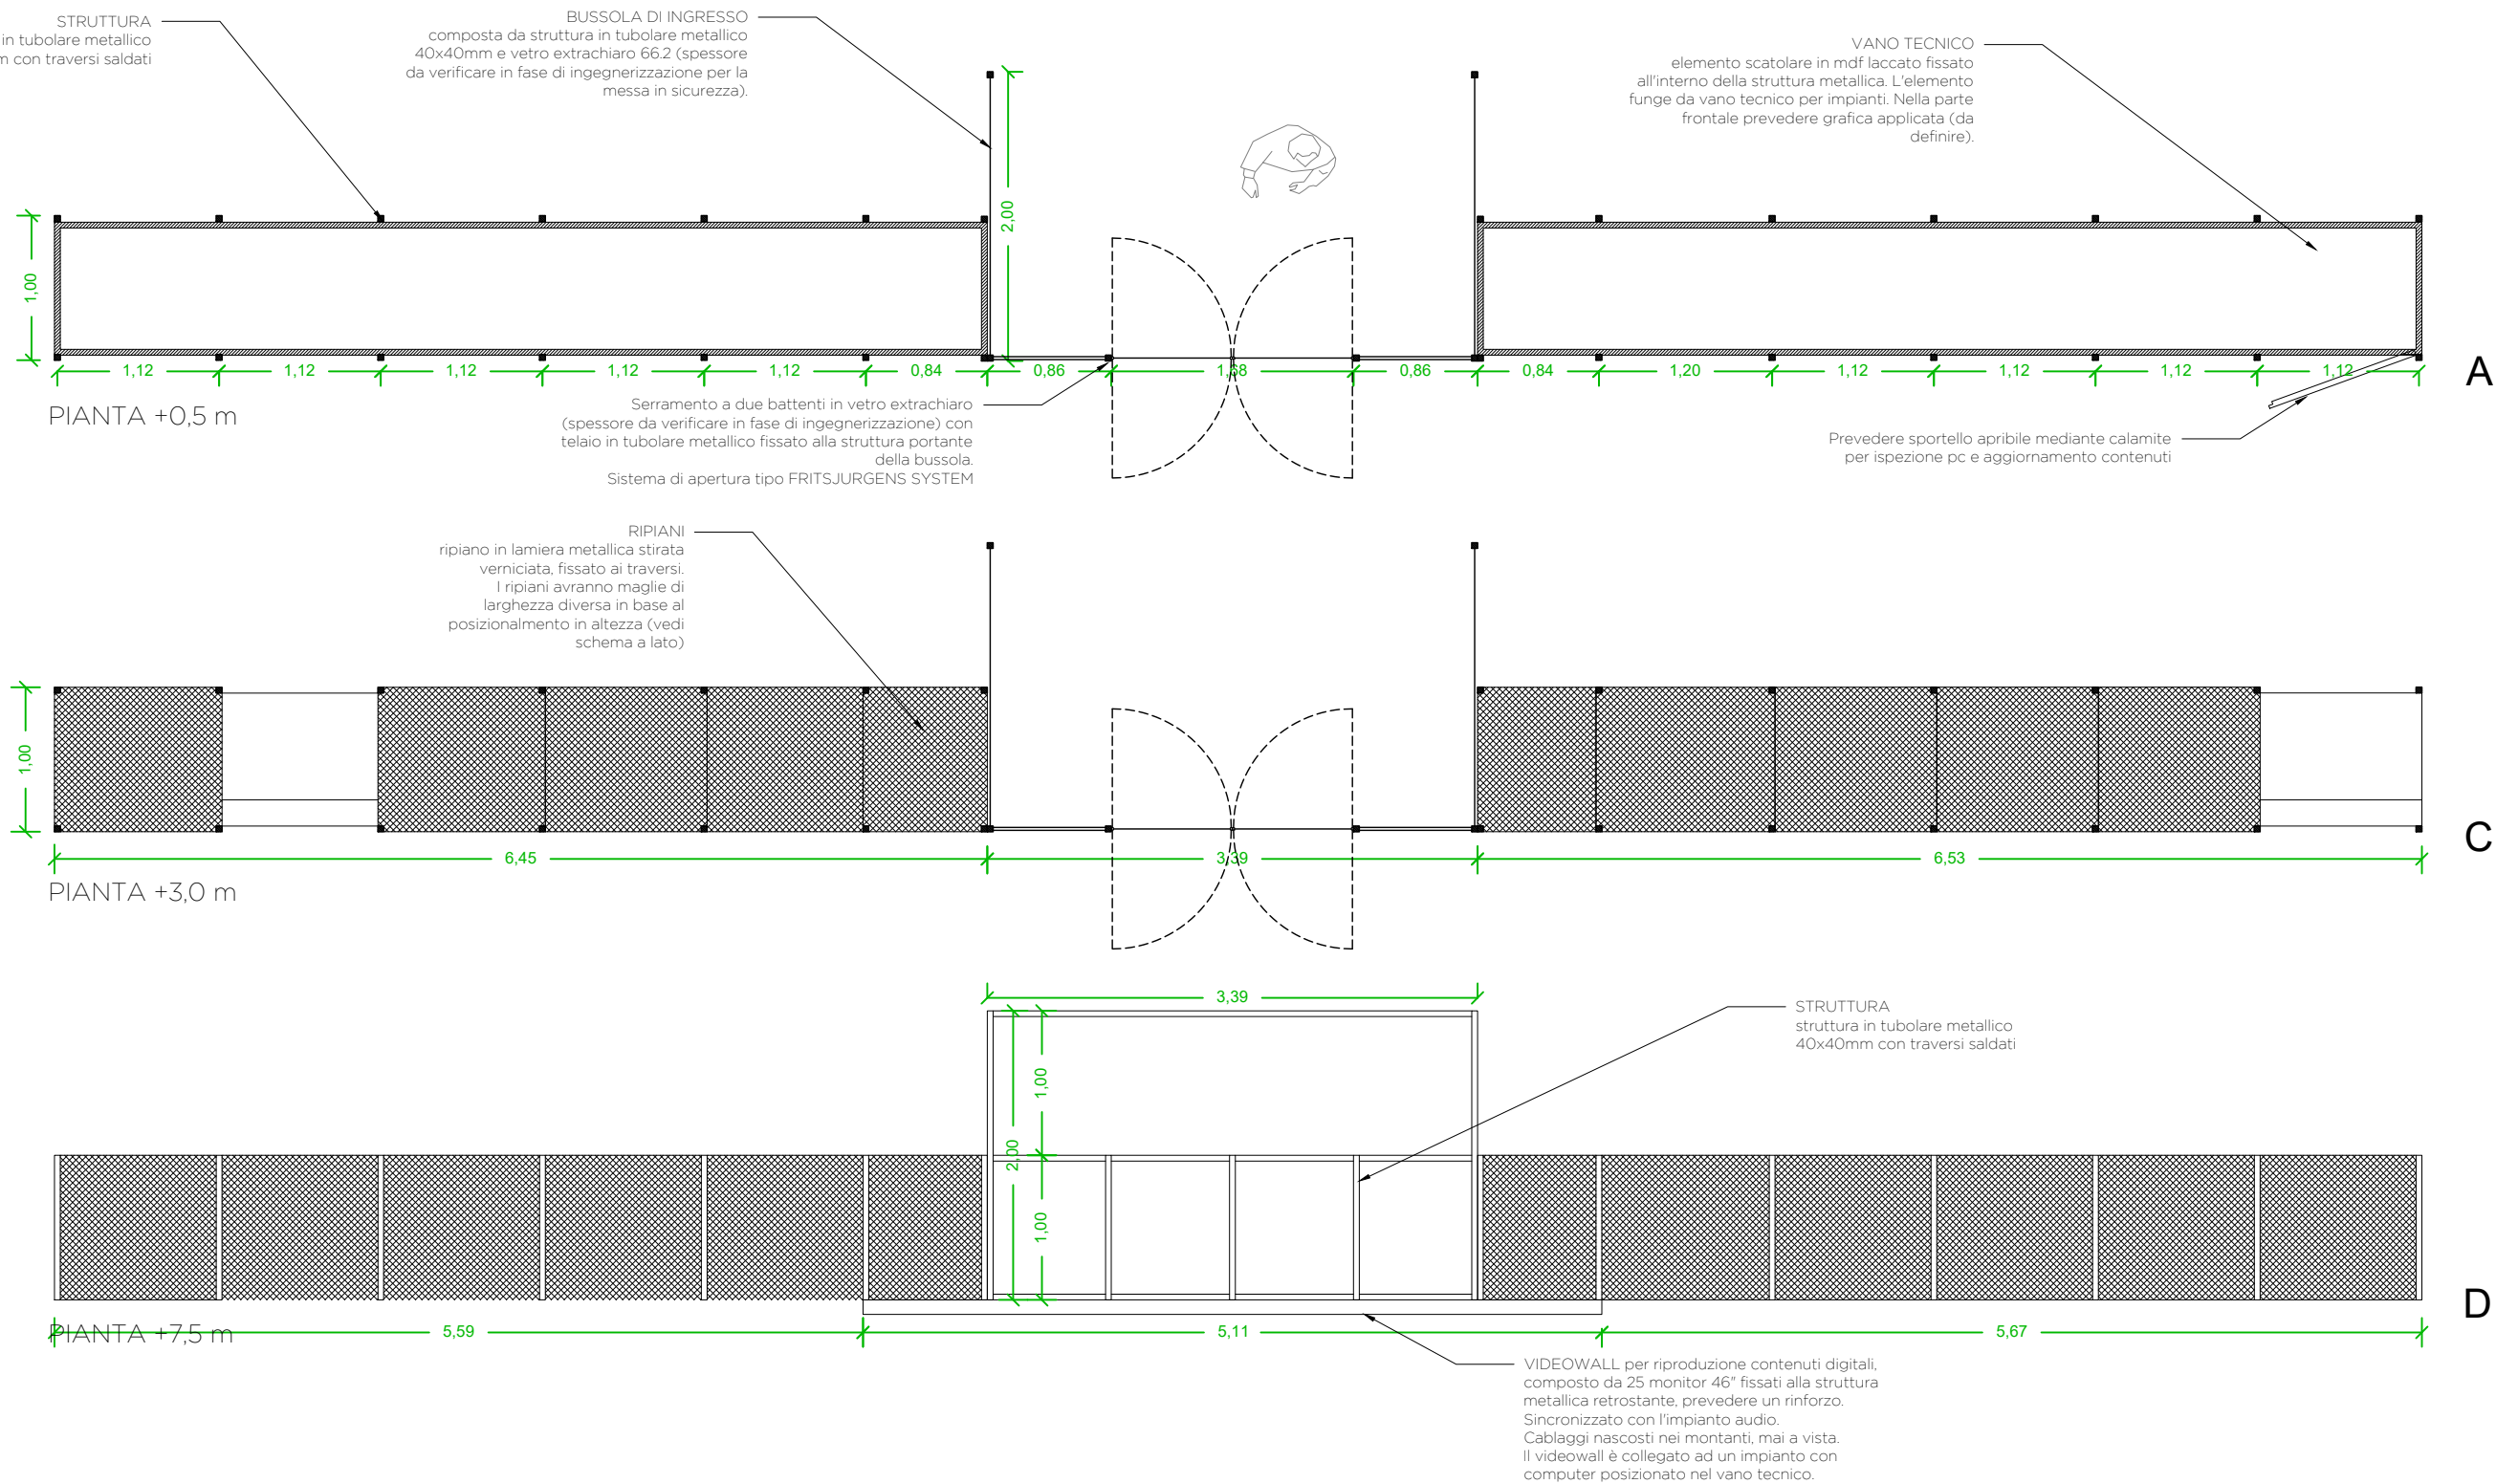 STRUTTURA
in tubolare metallico
con traversi saldati
BUSSOLA DI INGRESSO
composta da struttura in tubolare metallico
40x40mm e vetro extrachiaro 66.2 (spessore
da verificare in fase di ingegnerizzazione per la
messa in sicurezza).
VANO TECNICO
elemento scatolare in mdf laccato fissato
all'interno della struttura metallica. L'elemento
funge da vano tecnico per impianti. Nella parte
frontale prevedere grafica applicata (da
definire).
2,00
1,00
1,12 1,12 1,12 1,12 1,12 0,84 0,86 1,68 0,86 0,84 1,20 1,12 1,12 1,12 1,12
A
PIANTA +0,5 m
Serramento a due battenti in vetro extrachiaro
(spessore da verificare in fase di ingegnerizzazione) con
telaio in tubolare metallico fissato alla struttura portante
della bussola.
Sistema di apertura tipo FRITSJURGENS SYSTEM
Prevedere sportello apribile mediante calamite
per ispezione pc e aggiornamento contenuti
RIPIANI
ripiano in lamiera metallica stirata
verniciata, fissato ai traversi.
I ripiani avranno maglie di
larghezza diversa in base al
posizionalmento in altezza (vedi
schema a lato)
1,00
6,45 3,39 6,53
C
PIANTA +3,0 m
3,39
STRUTTURA
struttura in tubolare metallico
40x40mm con traversi saldati
1,00
2,00
1,00
D
PIANTA +7,5 m
5,59 5,11 5,67
VIDEOWALL per riproduzione contenuti digitali,
composto da 25 monitor 46" fissati alla struttura
metallica retrostante, prevedere un rinforzo.
Sincronizzato con l'impianto audio.
Cablaggi nascosti nei montanti, mai a vista.
Il videowall è collegato ad un impianto con
computer posizionato nel vano tecnico.